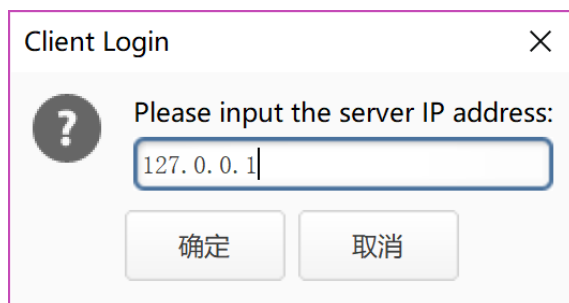 Client Login
Please input the server IP address:
127.0.0.1
确定 取消